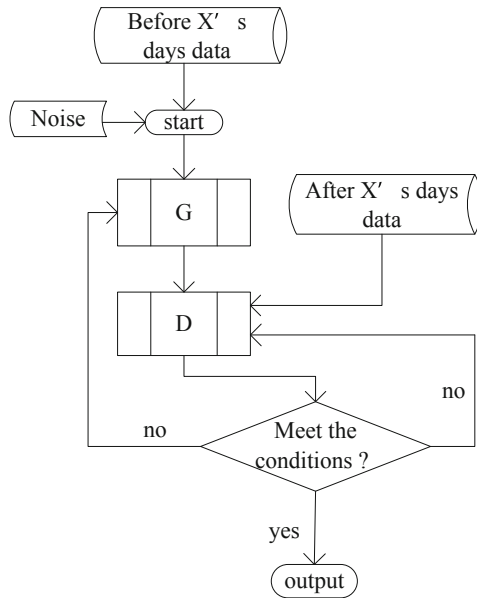 Before X′ s
days data
Noise
start
G
After X′ s days
data
D
no
no
Meet the
conditions ?
yes
output